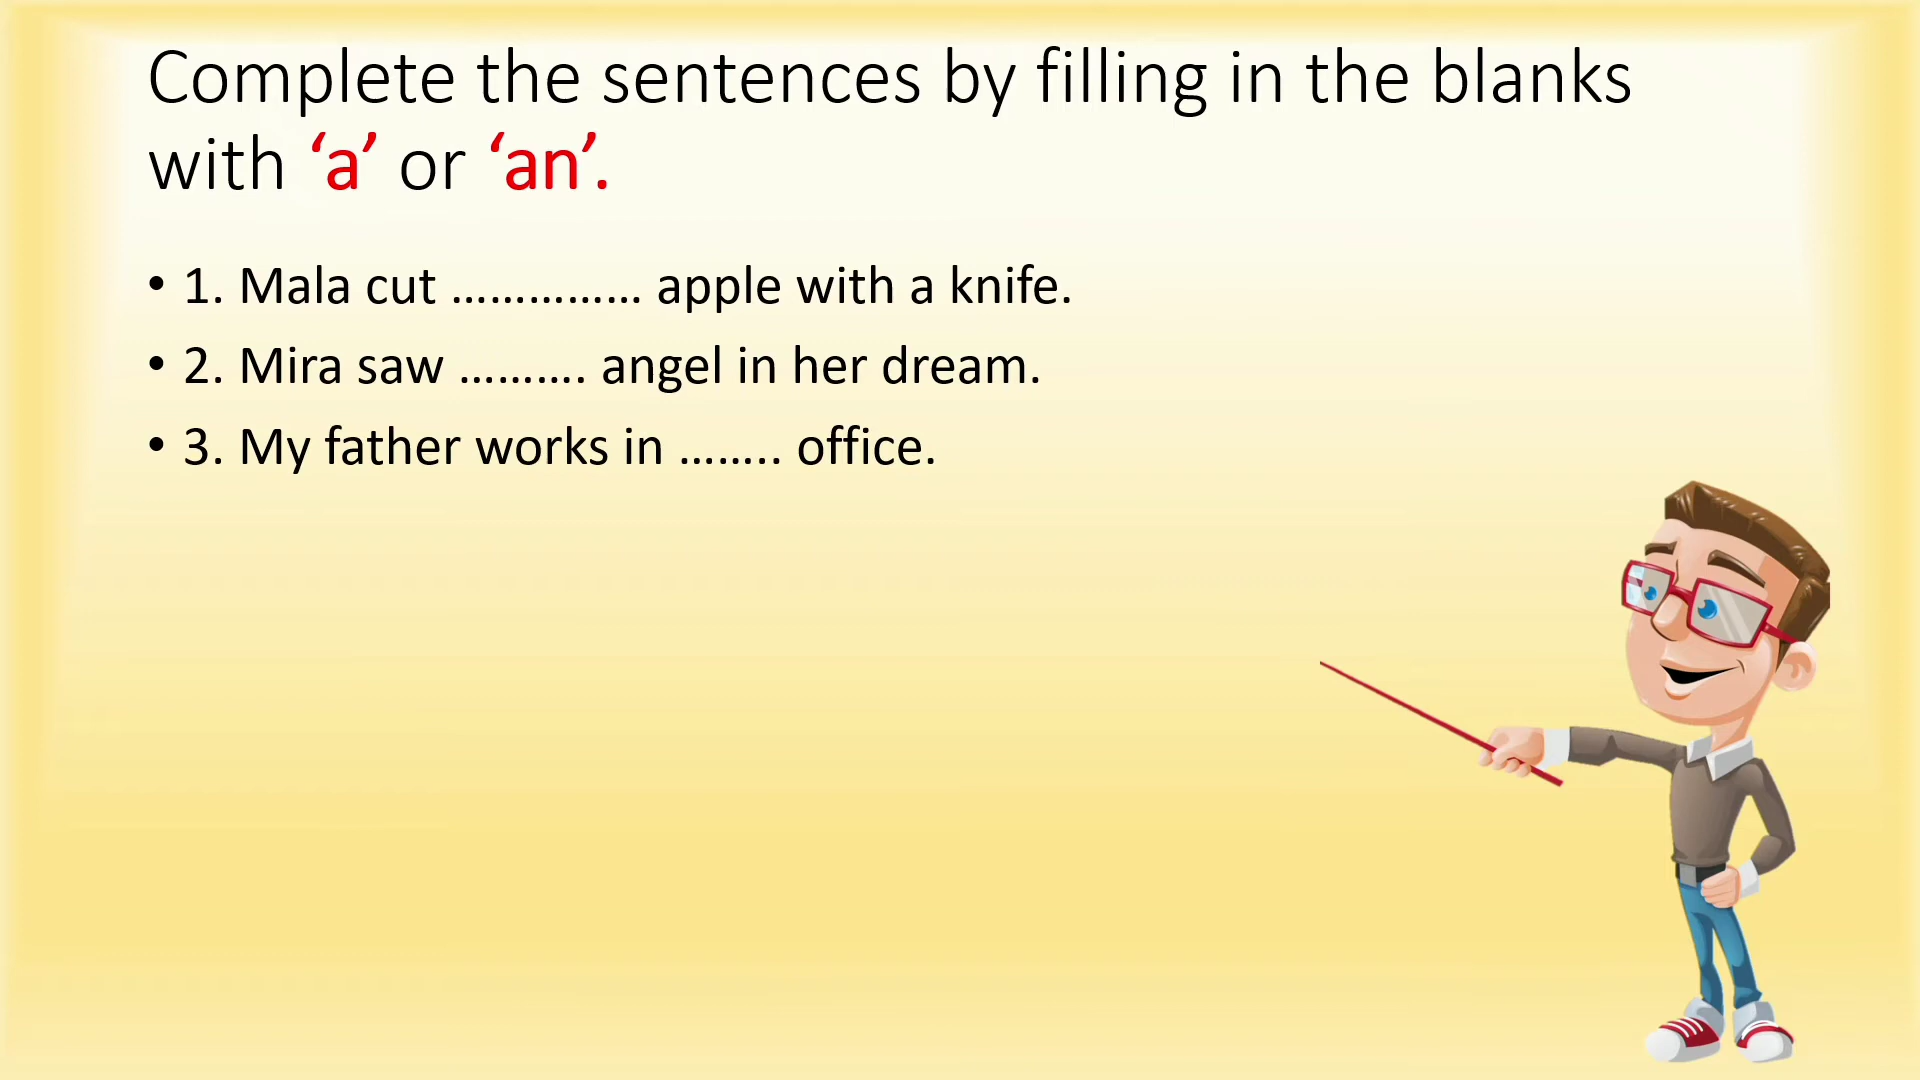 Complete the sentences by filling in the blanks
with ‘a’ or ‘an’.
• 1. Mala cut …………… apple with a knife.
• 2. Mira saw ………. angel in her dream.
• 3. My father works in …….. office.